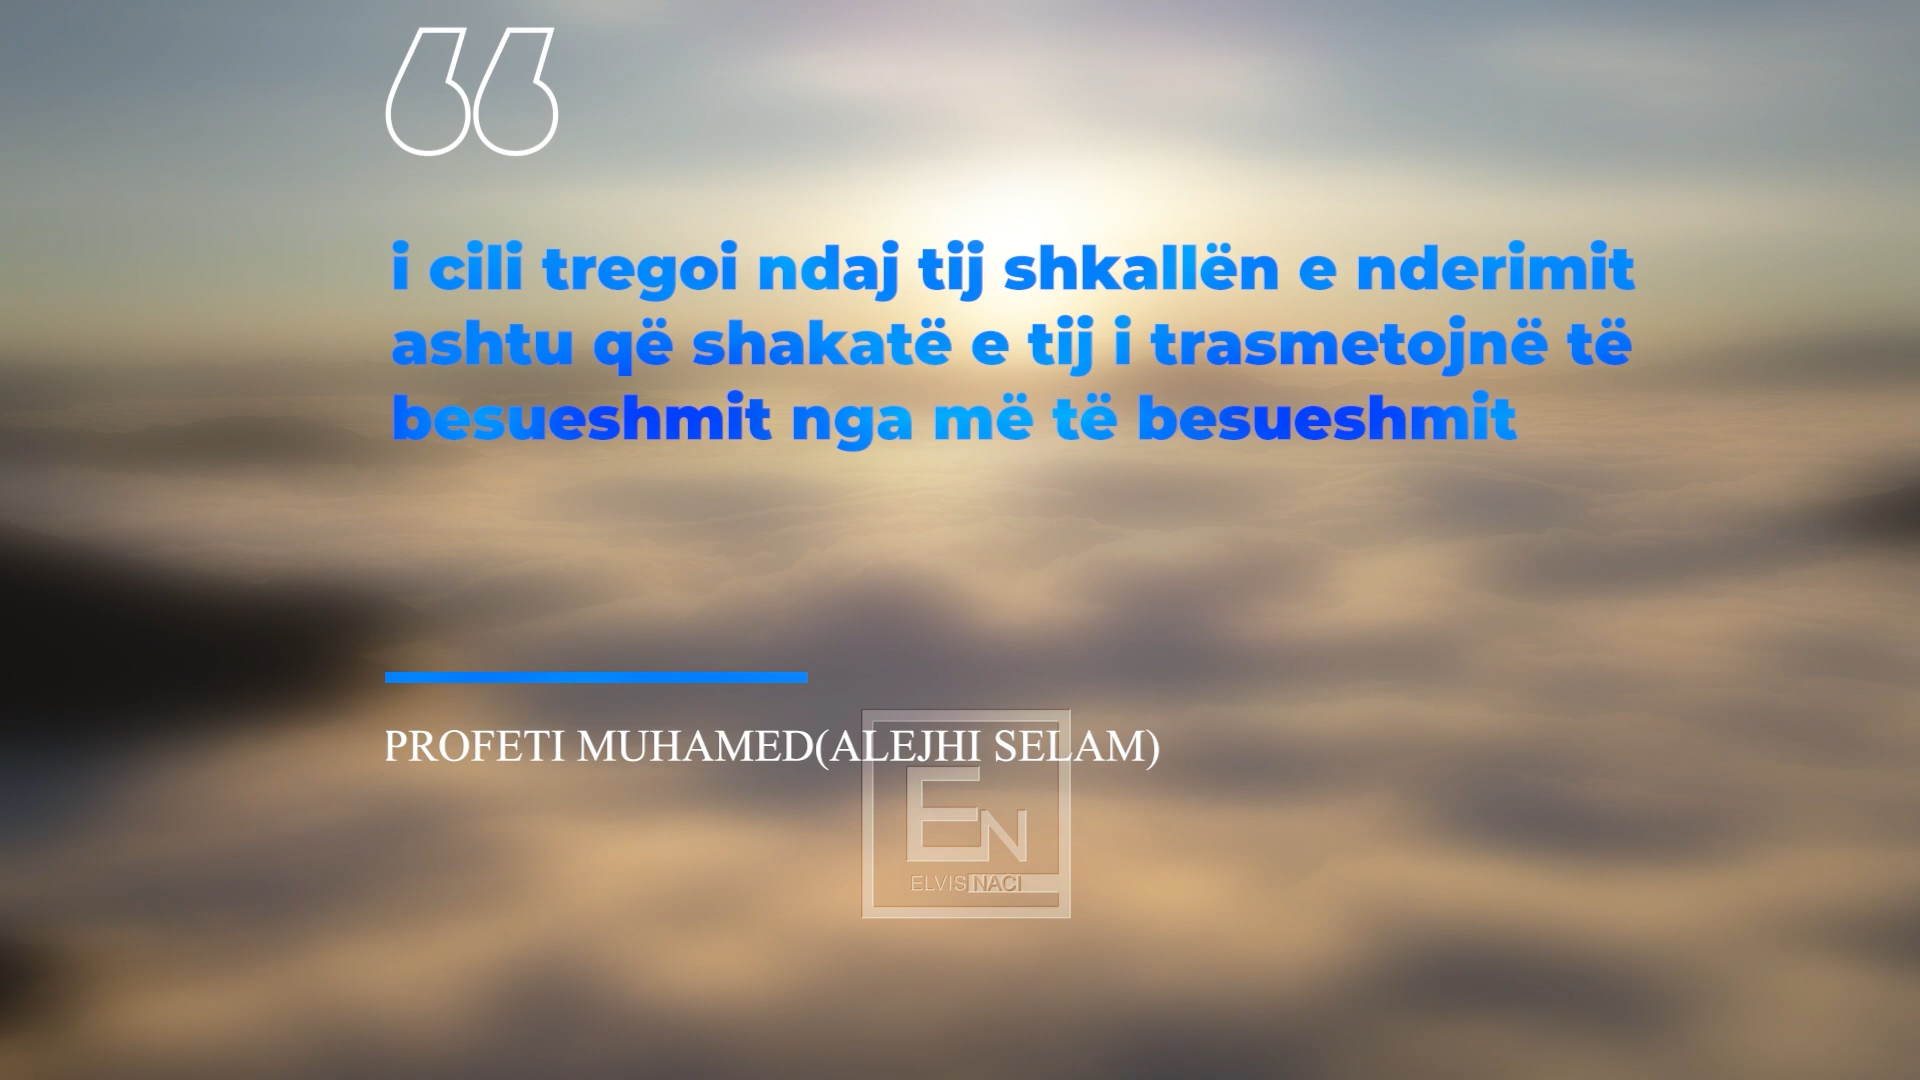 i cili tregoi ndaj tij shkallën e nderimit
ashtu që shakatë e tij i trasmetojnë të
besueshmit nga më të besueshmit
PROFETI MUHAMED(ALEJHI SELAM)
EN
ELVIS NACI